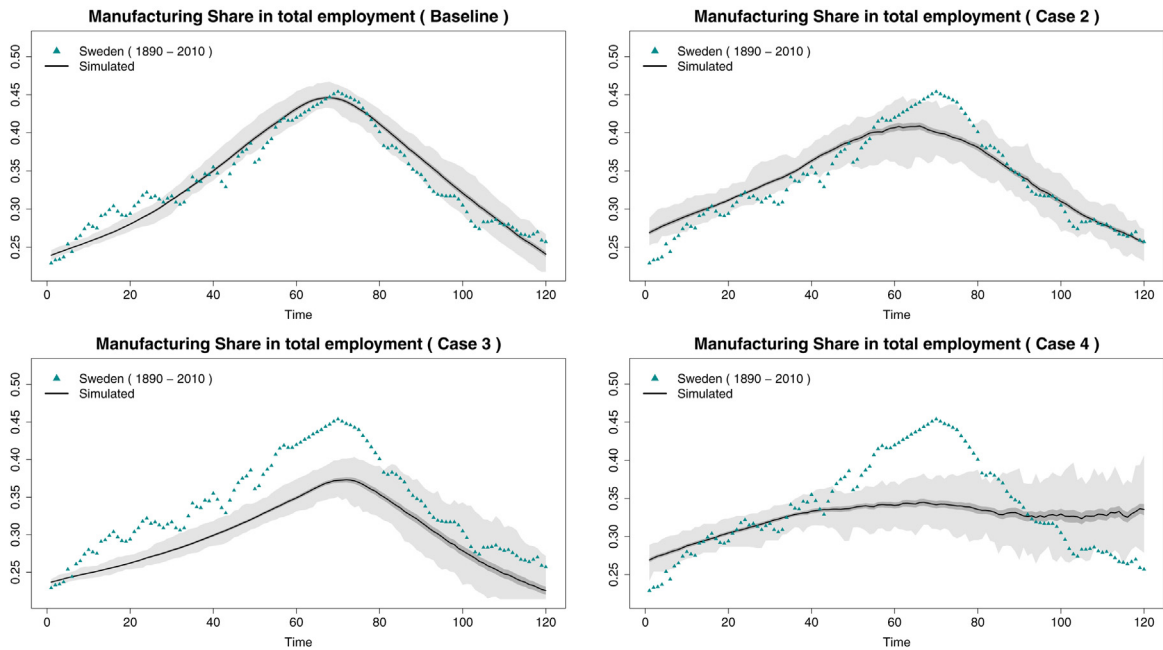 Manufacturing Share in total employment ( Baseline )
0.50
0.45
0.40
0.35
0.30
0.25
Sweden ( 1890 − 2010 )
Simulated
0 20 40 60 80 100 120
Time
Manufacturing Share in total employment ( Case 2 )
0.50
0.45
0.40
0.35
0.30
0.25
Sweden ( 1890 − 2010 )
Simulated
0 20 40 60 80 100 120
Time
Manufacturing Share in total employment ( Case 3 )
0.50
0.45
0.40
0.35
0.30
0.25
Sweden ( 1890 − 2010 )
Simulated
0 20 40 60 80 100 120
Time
Manufacturing Share in total employment ( Case 4 )
0.50
0.45
0.40
0.35
0.30
0.25
Sweden ( 1890 − 2010 )
Simulated
0 20 40 60 80 100 120
Time